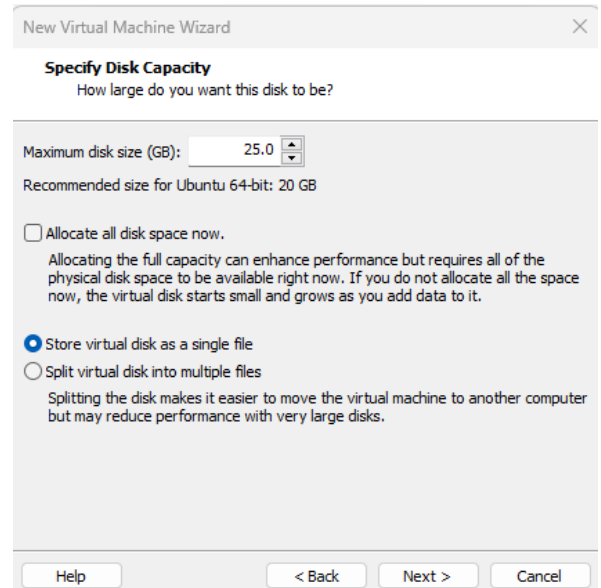 New Virtual Machine Wizard
Specify Disk Capacity
How large do you want this disk to be?
Maximum disk size (GB): 25.0
Recommended size for Ubuntu 64-bit: 20 GB
Allocate all disk space now.
Allocating the full capacity can enhance performance but requires all of the
physical disk space to be available right now. If you do not allocate all the space
now, the virtual disk starts small and grows as you add data to it.
Store virtual disk as a single file
Split virtual disk into multiple files
Splitting the disk makes it easier to move the virtual machine to another computer
but may reduce performance with very large disks.
Help < Back Next > Cancel